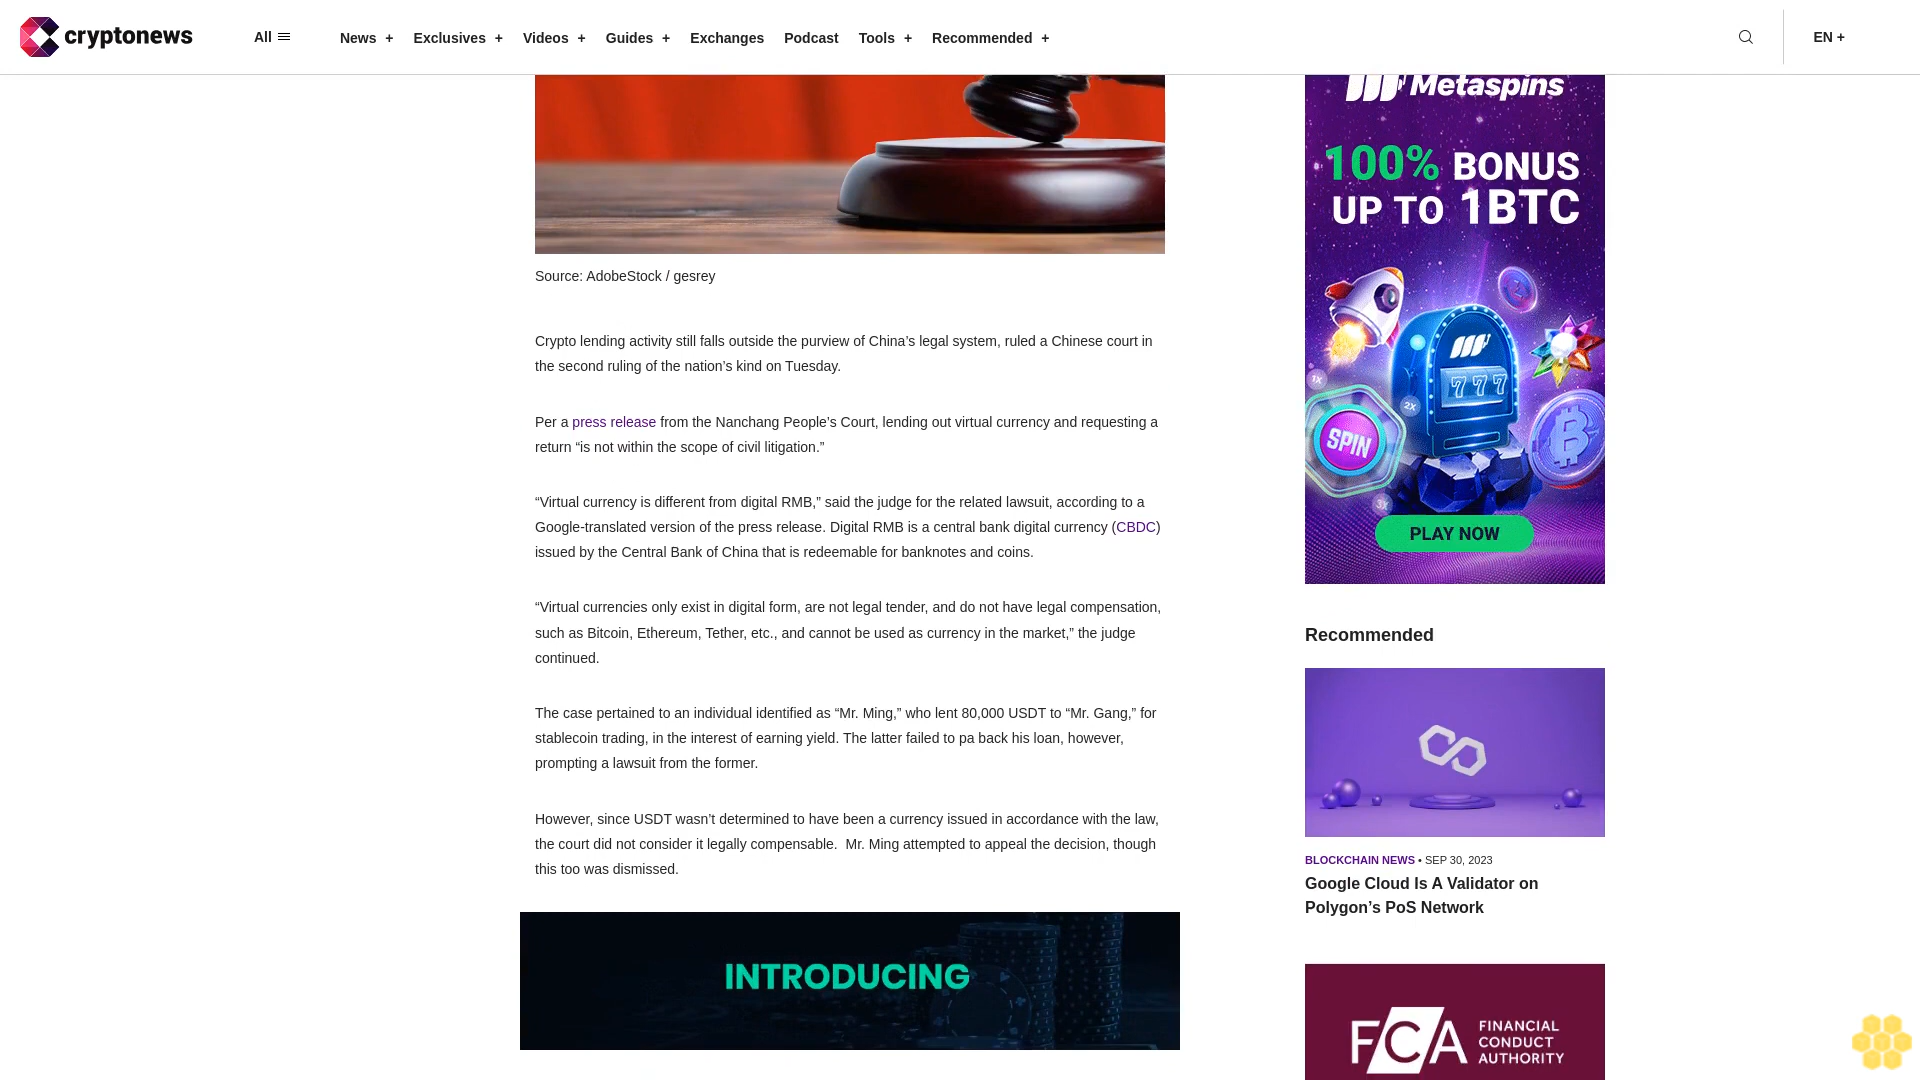 cryptonews
All
News +
Exclusives +
Videos +
Guides +
Exchanges
Podcast
Tools +
Recommended +
EN +
Source: AdobeStock / gesrey
Crypto lending activity still falls outside the purview of China’s legal system, ruled a Chinese court in
the second ruling of the nation’s kind on Tuesday.
Per a press release from the Nanchang People’s Court, lending out virtual currency and requesting a
return “is not within the scope of civil litigation.”
“Virtual currency is different from digital RMB,” said the judge for the related lawsuit, according to a
Google-translated version of the press release. Digital RMB is a central bank digital currency (CBDC)
issued by the Central Bank of China that is redeemable for banknotes and coins.
“Virtual currencies only exist in digital form, are not legal tender, and do not have legal compensation,
such as Bitcoin, Ethereum, Tether, etc., and cannot be used as currency in the market,” the judge
continued.
The case pertained to an individual identified as “Mr. Ming,” who lent 80,000 USDT to “Mr. Gang,” for
stablecoin trading, in the interest of earning yield. The latter failed to pa back his loan, however,
prompting a lawsuit from the former.
However, since USDT wasn’t determined to have been a currency issued in accordance with the law,
the court did not consider it legally compensable.  Mr. Ming attempted to appeal the decision, though
this too was dismissed.
INTRODUCING
Metaspins
100% BONUS
UP TO 1BTC
777
1X
2X
SPIN
3X
PLAY NOW
Recommended
BLOCKCHAIN NEWS • SEP 30, 2023
Google Cloud Is A Validator on
Polygon’s PoS Network
FCA
FINANCIAL
CONDUCT
AUTHORITY